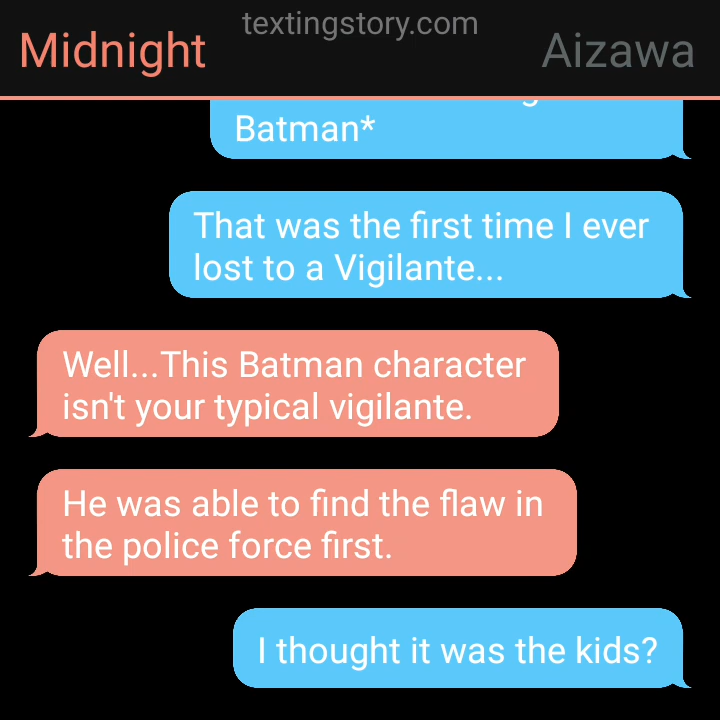 textingstory.com
Midnight
Aizawa
Batman*
That was the first time I ever
lost to a Vigilante...
Well...This Batman character
isn't your typical vigilante.
He was able to find the flaw in
the police force first.
I thought it was the kids?